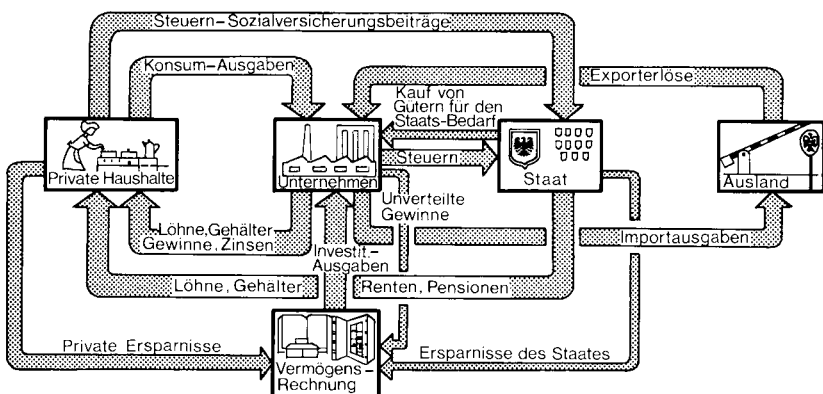 Steuern-Sozialversicherungsbeiträge
Konsum-Ausgaben
Exporterlöse
Kauf von
Gütern für den
Staats-Bedarf
Steuern
Private Haushalte
Unternehmen
Staat
Ausland
Unverteilte
Gewinne
Löhne,Gehälter
Gewinne, Zinsen
Investit.-
Ausgaben
Importausgaben
Löhne, Gehälter
Renten, Pensionen
Private Ersparnisse
Vermögens-
Rechnung
Ersparnisse des Staates